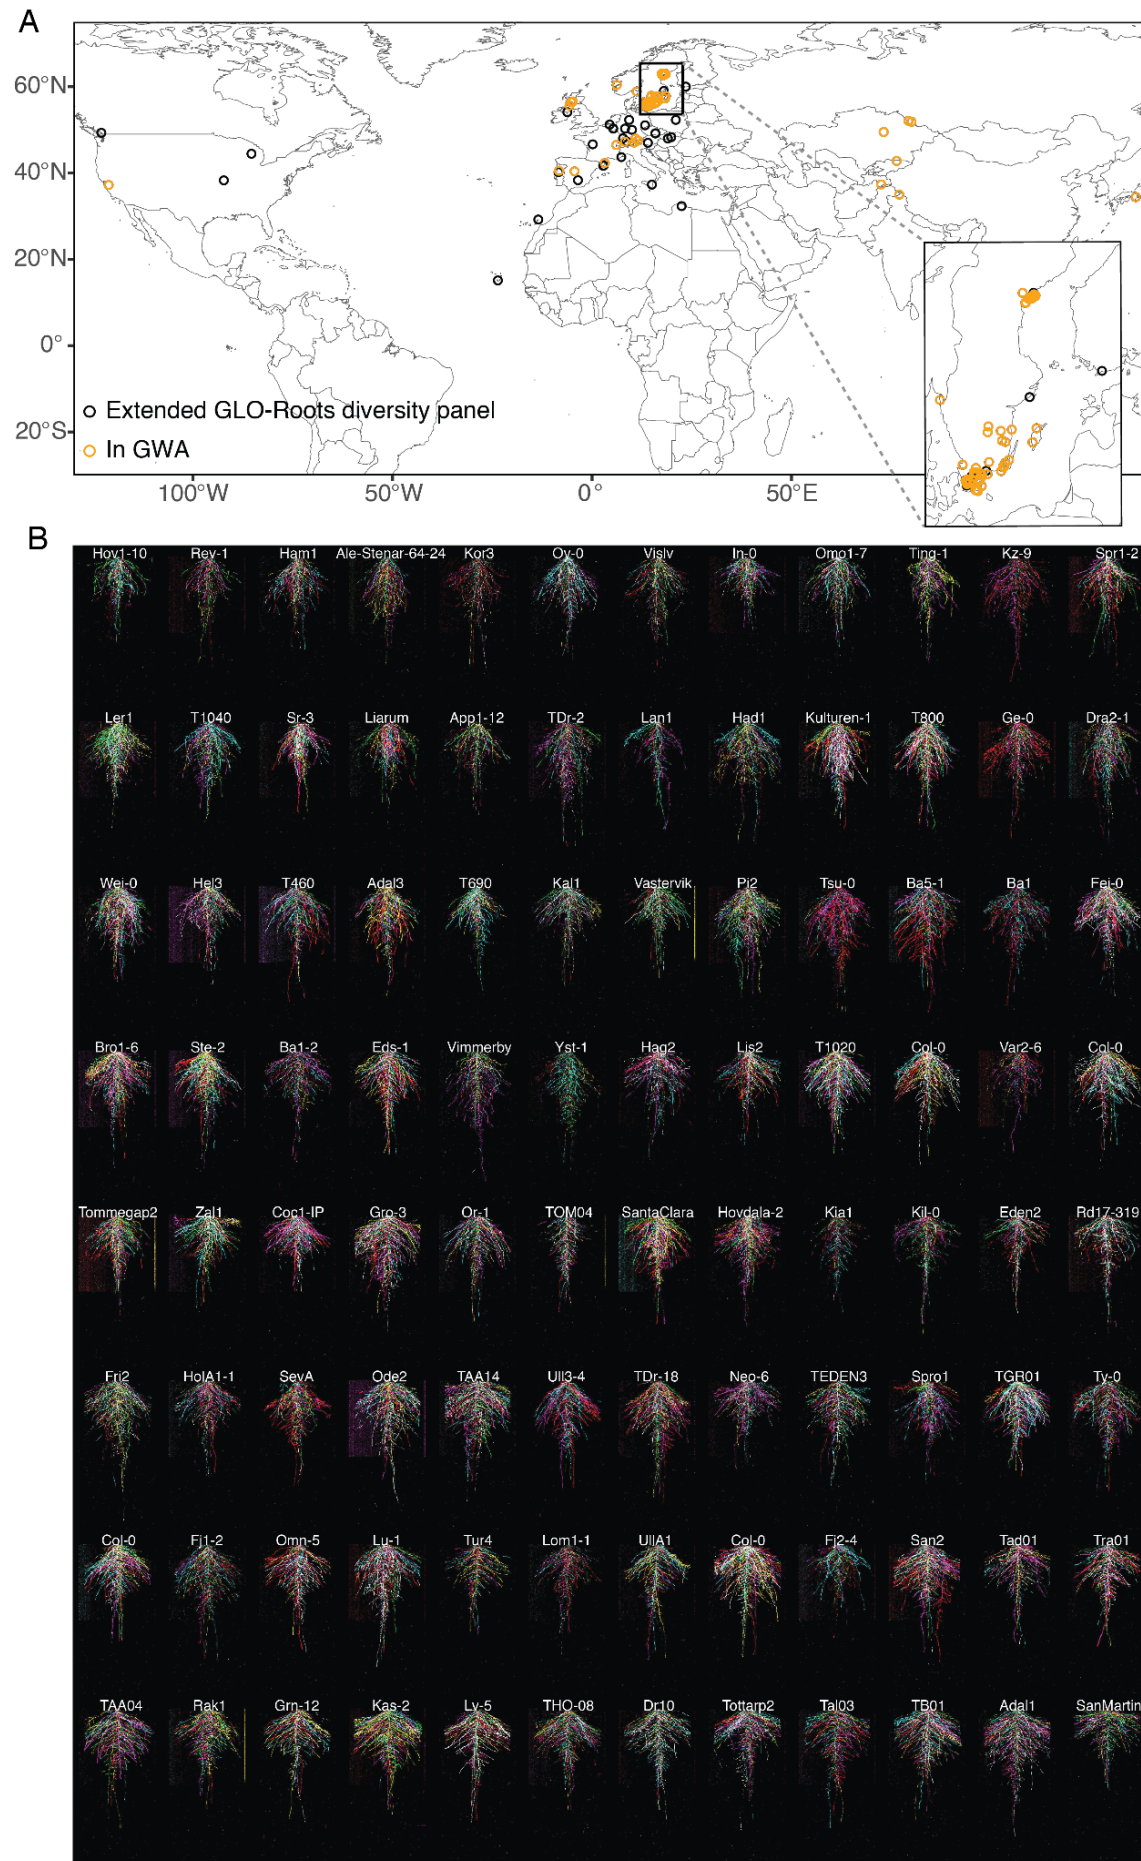 A
60°N
40°N
20°N
0°
20°S
Extended GLO-Roots diversity panel
In GWA
100°W
50°W
0°
50°E
B
Hov1-10 Rev-1 Ham1 Ale-Stenar-64-24 Kor3 Ov-0 Vislv In-0 Omo1-7 Ting-1 Kz-9 Spr1-2
Ler1 T1040 Sr-3 Liarum App1-12 TDr-2 Lan1 Had1 Kulturen-1 T800 Ge-0 Dra2-1
Wei-0 Hel3 T460 Adal3 T690 Kal1 Vastervik Pi2 Tsu-0 Ba5-1 Ba1 Fei-0
Bro1-6 Ste-2 Ba1-2 Eds-1 Vimmerby Yst-1 Hag2 Lis2 T1020 Col-0 Var2-6 Col-0
Tommegap2 Zal1 Coc1-IP Gro-3 Or-1 TOM04 SantaClara Hovdala-2 Kia1 Kil-0 Eden2 Rd17-319
Fri2 HolA1-1 SevA Ode2 TAA14 Ull3-4 TDr-18 Neo-6 TEDEN3 Spro1 TGR01 Ty-0
Col-0 Fj1-2 Omn-5 Lu-1 Tur4 Lom1-1 UllA1 Col-0 Fj2-4 San2 Tad01 Tra01
TAA04 Rak1 Grn-12 Kas-2 Lv-5 THO-08 Dr10 Tottarp2 Tal03 TB01 Adal1 SanMartin